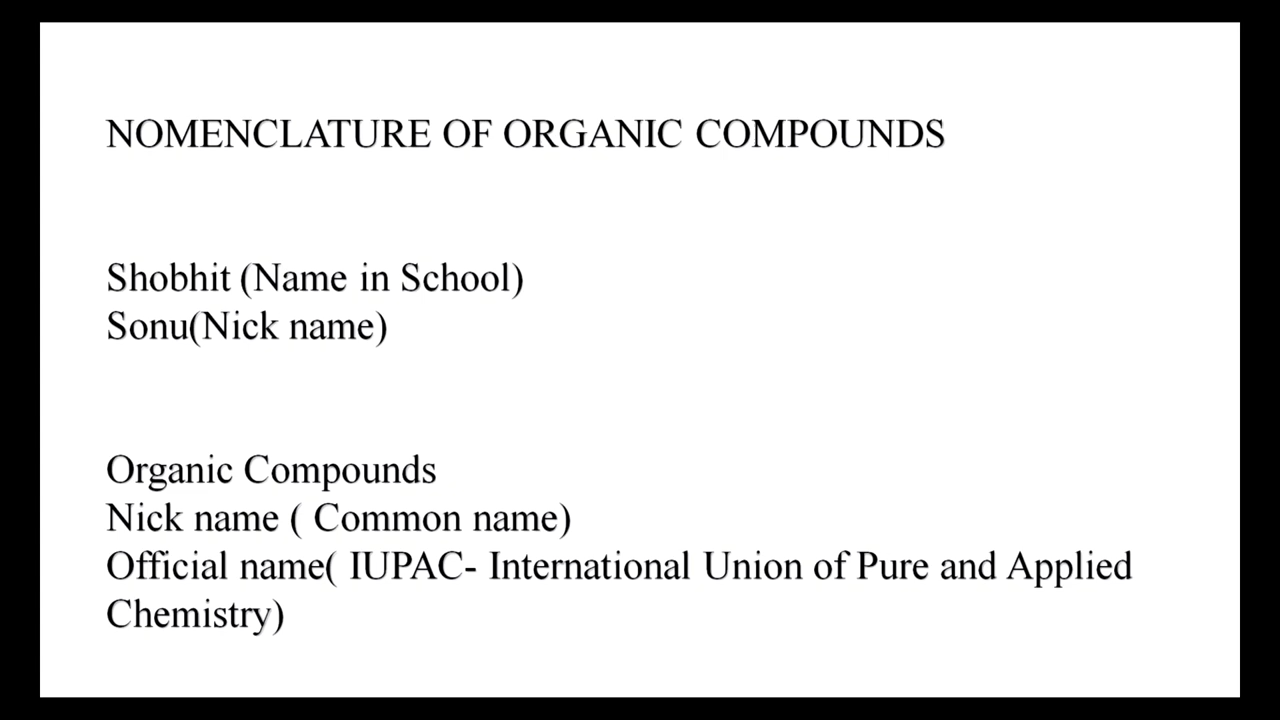 NOMENCLATURE OF ORGANIC COMPOUNDS
Shobhit (Name in School)
Sonu(Nick name)
Organic Compounds
Nick name ( Common name)
Official name( IUPAC- International Union of Pure and Applied
Chemistry)